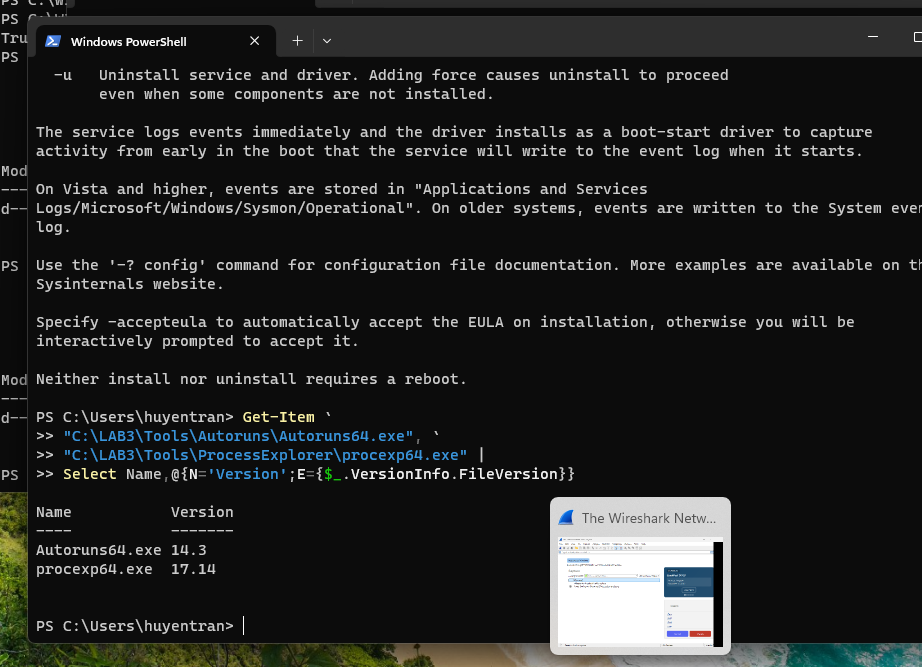 PS
PS
Tru
PS
Mod
----
d--
PS
Mod
----
d--
PS
Windows PowerShell
-u   Uninstall service and driver. Adding force causes uninstall to proceed
even when some components are not installed.
The service logs events immediately and the driver installs as a boot-start driver to capture
activity from early in the boot that the service will write to the event log when it starts.
On Vista and higher, events are stored in "Applications and Services
Logs/Microsoft/Windows/Sysmon/Operational". On older systems, events are written to the System even
log.
Use the '-? config' command for configuration file documentation. More examples are available on th
Sysinternals website.
Specify -accepteula to automatically accept the EULA on installation, otherwise you will be
interactively prompted to accept it.
Neither install nor uninstall requires a reboot.
PS C:\Users\huyentran> Get-Item `
>> "C:\LAB3\Tools\Autoruns\Autoruns64.exe", `
>> "C:\LAB3\Tools\ProcessExplorer\procexp64.exe" |
>> Select Name,@{N='Version';E={$_.VersionInfo.FileVersion}}
Name           Version
----           -------
Autoruns64.exe 14.3
procexp64.exe  17.14
PS C:\Users\huyentran>
The Wireshark Netw...